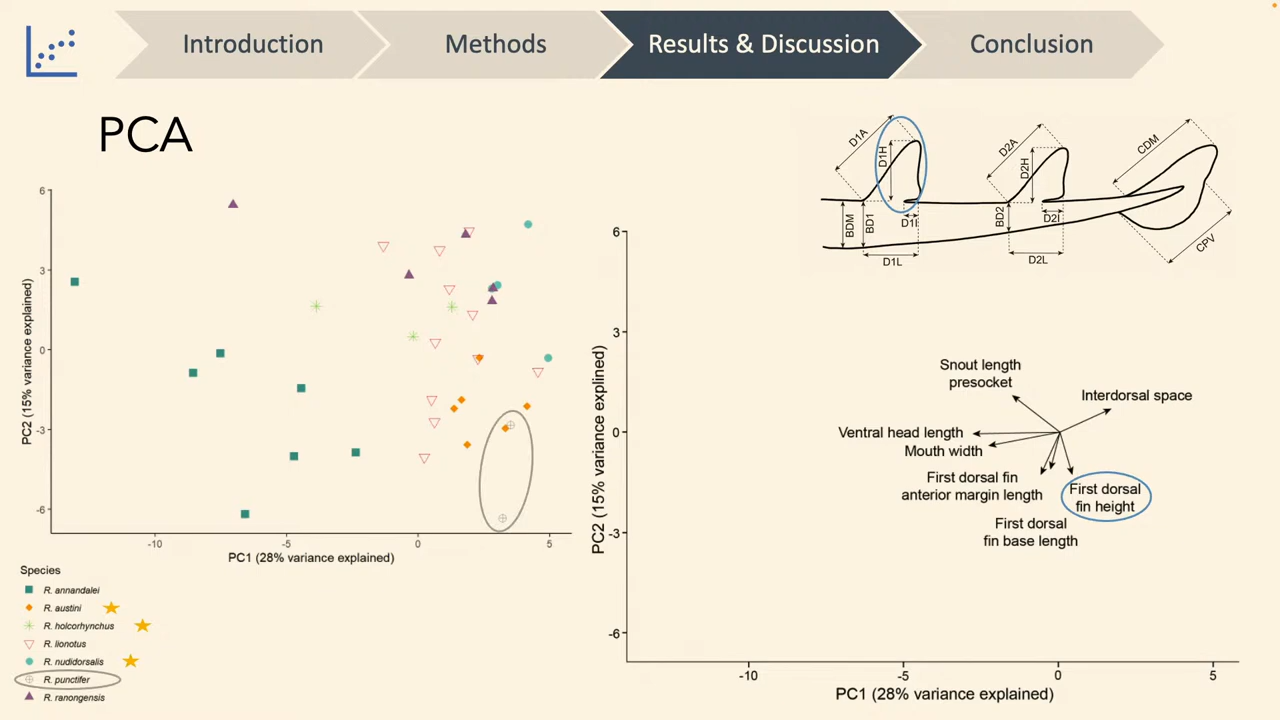 Introduction
Methods
Results & Discussion
Conclusion
PCA
D1A
D1H
D1I
BDM
BD1
D1L
D2A
D2H
BD2
D2I
D2L
CDM
CPV
6
3
0
-3
-6
PC2 (15% variance explained)
-10
-5
0
5
PC1 (28% variance explained)
Species
R. annandalei
R. austini
R. holcorhynchus
R. lionotus
R. nudidorsalis
R. punctifer
R. ranongensis
6
3
0
-3
-6
PC2 (15% variance explined)
Snout length
presocket
Interdorsal space
Ventral head length
Mouth width
First dorsal fin
anterior margin length
First dorsal
fin height
First dorsal
fin base length
-10
-5
0
5
PC1 (28% variance explained)